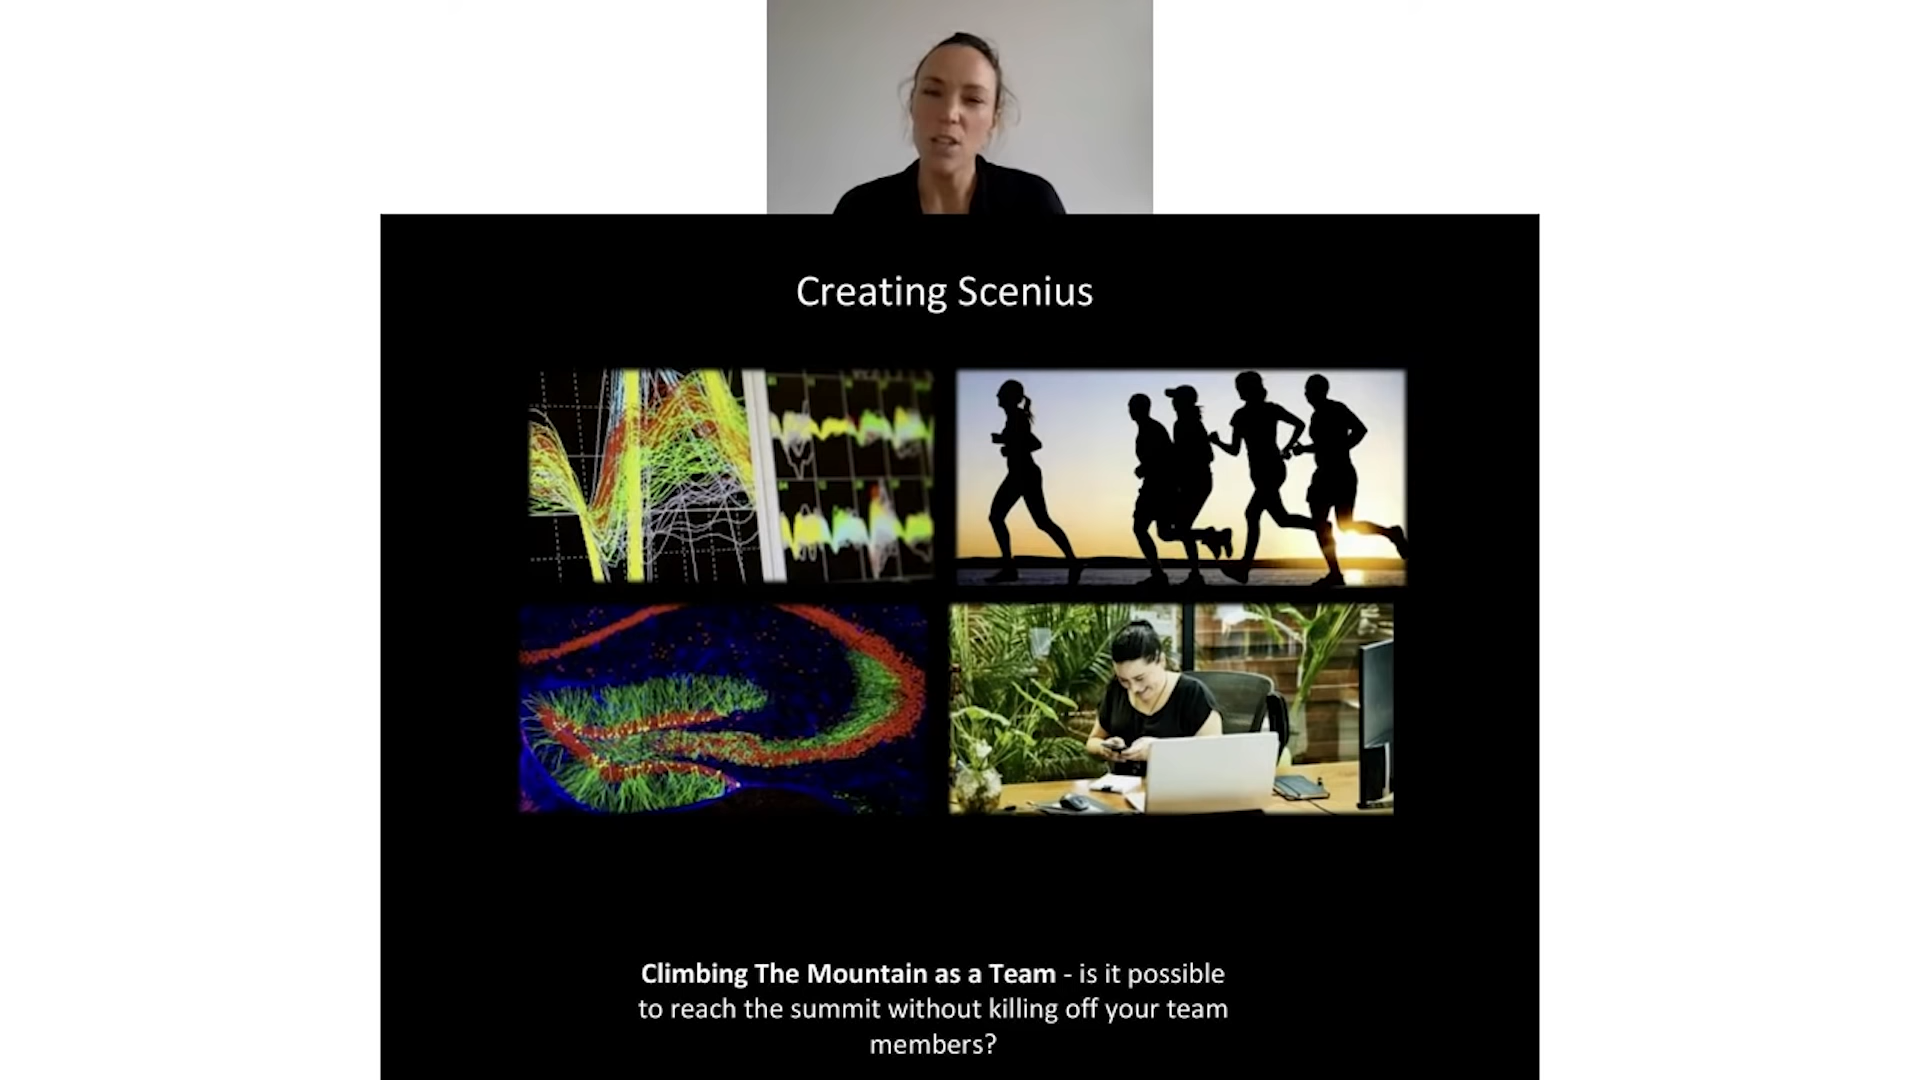 Creating Scenius
Climbing The Mountain as a Team - is it possible
to reach the summit without killing off your team
members?